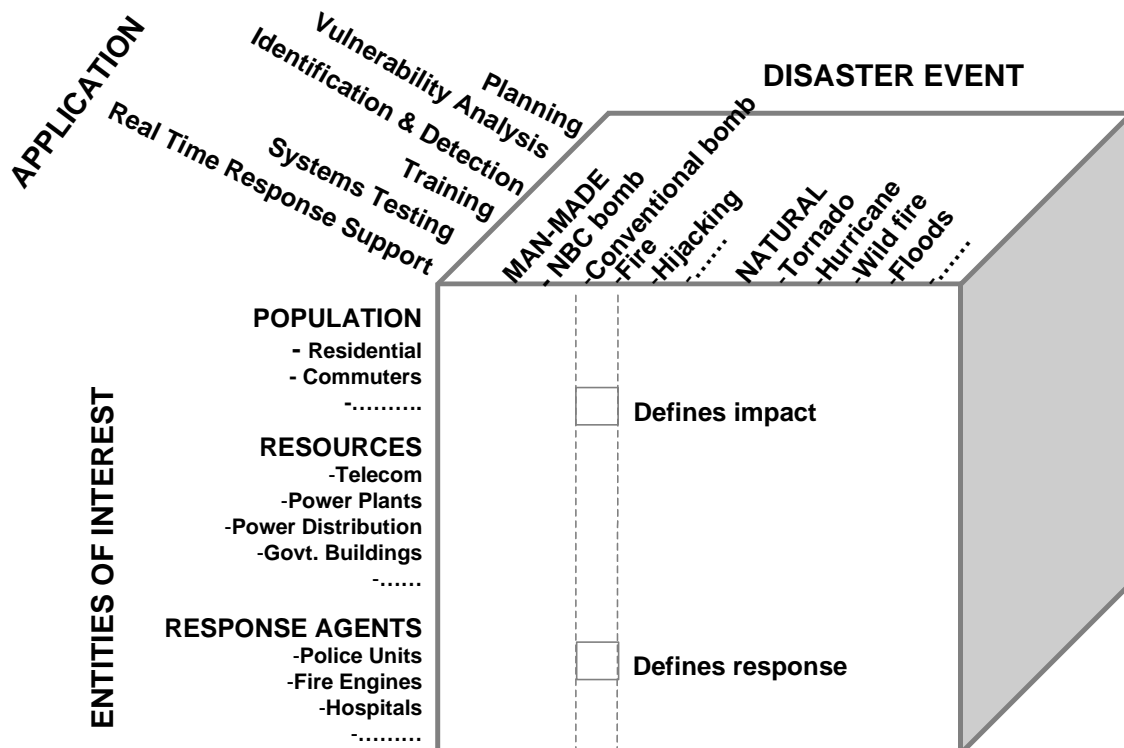 APPLICATION
Planning
Vulnerability Analysis
Identification & Detection
Training
Systems Testing
Real Time Response Support
DISASTER EVENT
MAN-MADE
- NBC bomb
-Conventional bomb
-Fire
-Hijacking
-……
NATURAL
-Tornado
-Hurricane
-Wild fire
-Floods
-……
ENTITIES OF INTEREST
POPULATION
- Residential
- Commuters
-……….
Defines impact
RESOURCES
-Telecom
-Power Plants
-Power Distribution
-Govt. Buildings
-……
RESPONSE AGENTS
-Police Units
-Fire Engines
-Hospitals
-………
Defines response